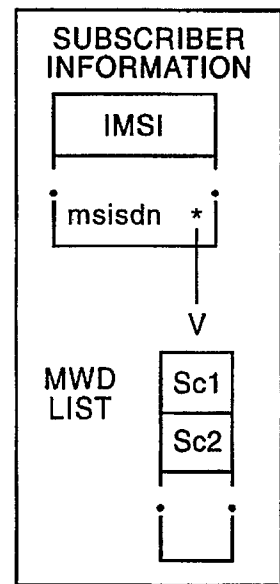 SUBSCRIBER
INFORMATION
IMSI
msisdn *
V
MWD
LIST
Sc1
Sc2